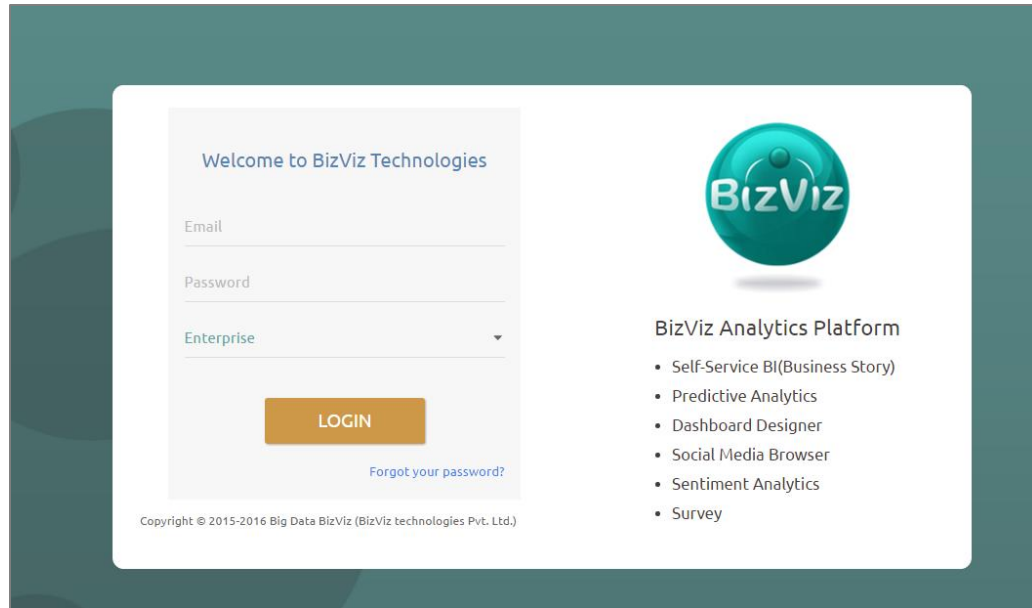 Welcome to BizViz Technologies
Email
Password
Enterprise
LOGIN
Forgot your password?
Copyright © 2015-2016 Big Data BizViz (BizViz technologies Pvt. Ltd.)
BizViz
BizViz Analytics Platform
• Self-Service BI(Business Story)
• Predictive Analytics
• Dashboard Designer
• Social Media Browser
• Sentiment Analytics
• Survey